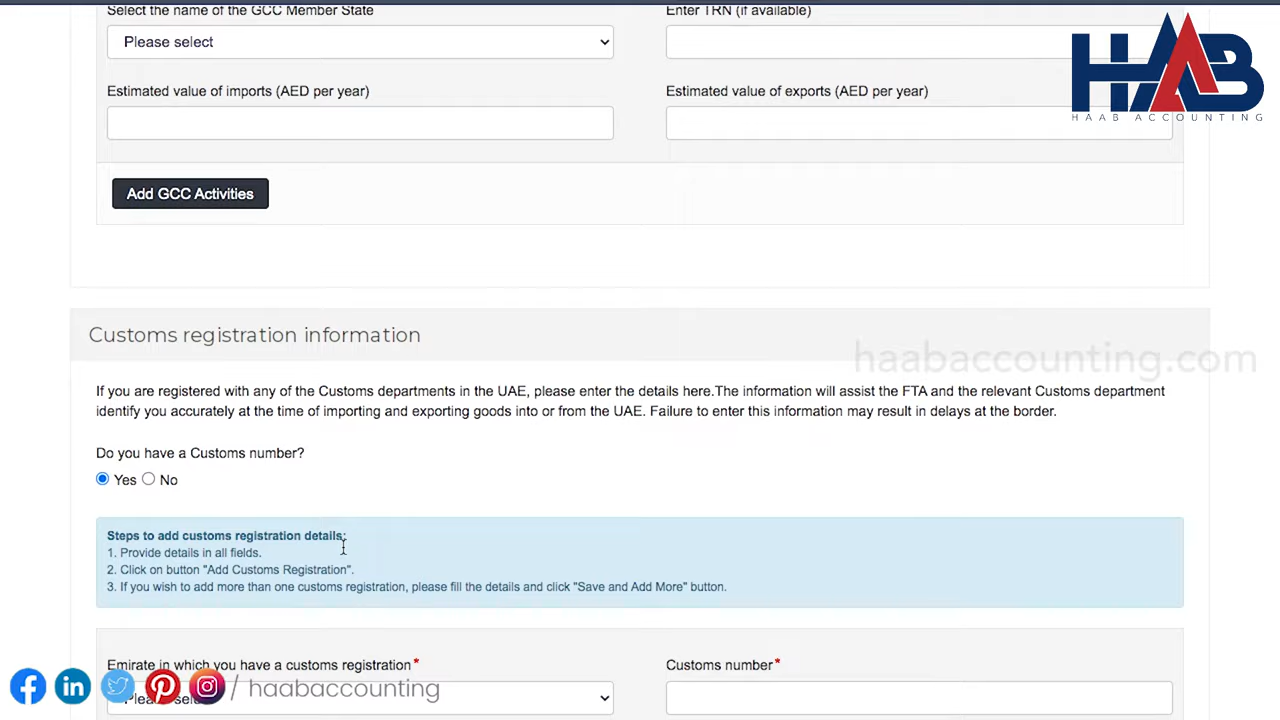 Select the name of the GCC Member State
Enter TRN (if available)
Please select
Estimated value of imports (AED per year)
Estimated value of exports (AED per year)
HAAB
HAAB ACCOUNTING
Add GCC Activities
Customs registration information
haabaccounting.com
If you are registered with any of the Customs departments in the UAE, please enter the details here.The information will assist the FTA and the relevant Customs department
identify you accurately at the time of importing and exporting goods into or from the UAE. Failure to enter this information may result in delays at the border.
Do you have a Customs number?
Yes No
Steps to add customs registration details:
1. Provide details in all fields.
2. Click on button "Add Customs Registration".
3. If you wish to add more than one customs registration, please fill the details and click "Save and Add More" button.
Emirate in which you have a customs registration*
Customs number*
Please select
/ haabaccounting